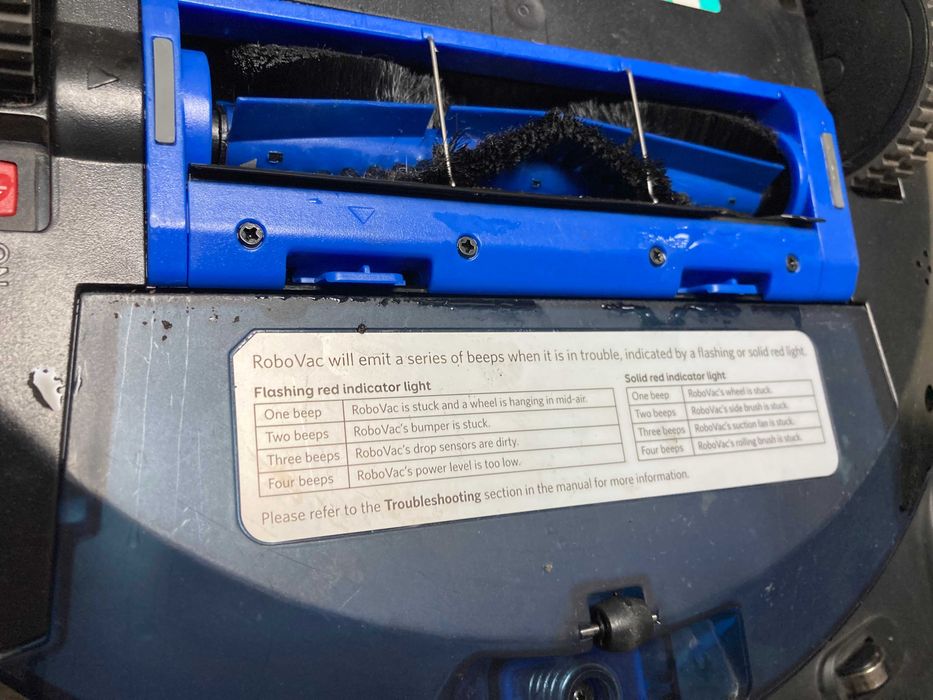 RoboVac will emit a series of beeps when it is in trouble, indicated by a flashing or solid red light.
Flashing red indicator light
One beep RoboVac is stuck and a wheel is hanging in mid-air.
Two beeps RoboVac's bumper is stuck.
Three beeps RoboVac's drop sensors are dirty.
Four beeps RoboVac's power level is too low.
Solid red indicator light
One beep RoboVac's wheel is stuck.
Two beeps RoboVac's side brush is stuck.
Three beeps RoboVac's suction fan is stuck.
Four beeps RoboVac's rolling brush is stuck.
Please refer to the Troubleshooting section in the manual for more information.